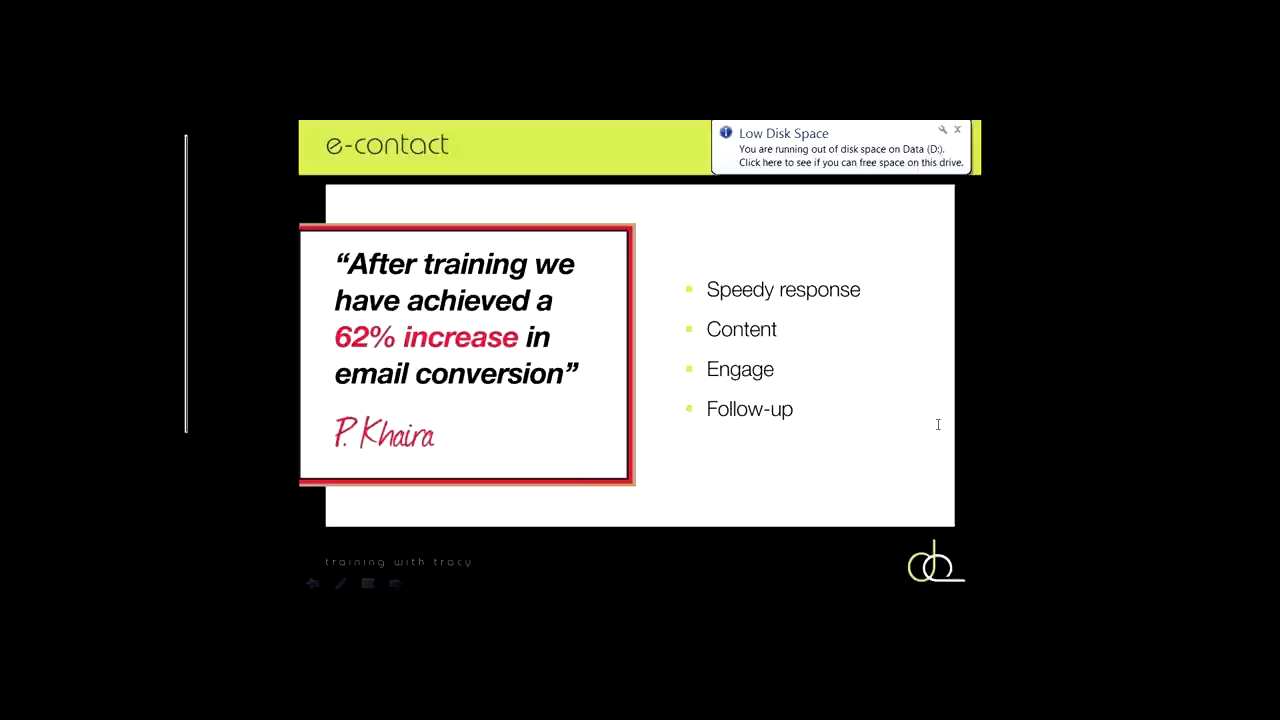 e-contact
Low Disk Space
You are running out of disk space on Data (D:).
Click here to see if you can free space on this drive.
“After training we
have achieved a
62% increase in
email conversion”
P. Khaira
• Speedy response
• Content
• Engage
• Follow-up
training with tracy